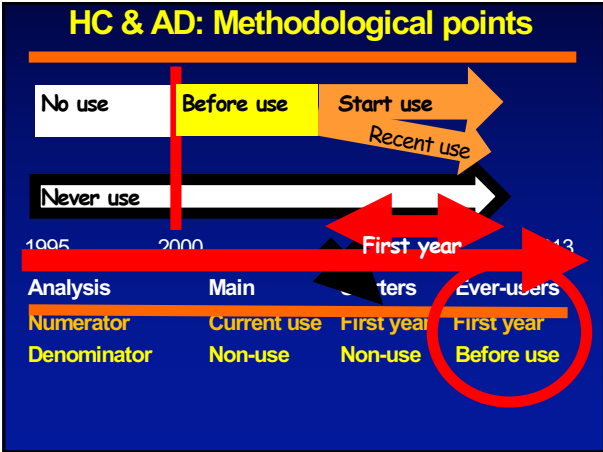 HC & AD: Methodological points
No use Before use Start use
Recent use
Never use
1995 2000 First year
Analysis Main Ever-users
Numerator Current use First year First year
Denominator Non-use Non-use Before use